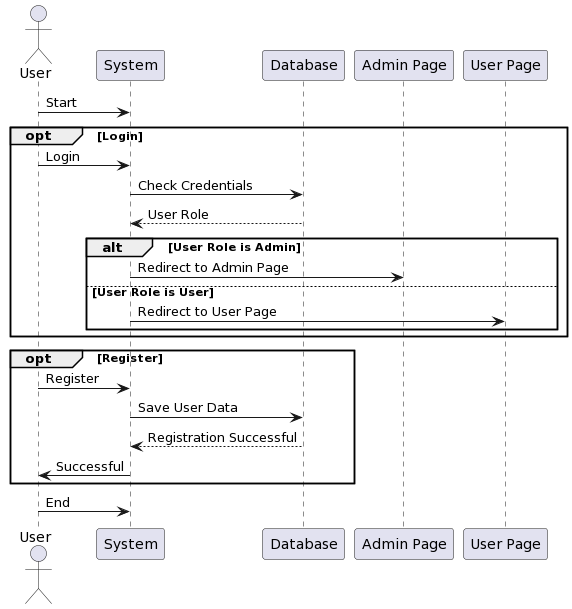 User
System
Database
Admin Page
User Page
Start
opt
[Login]
Login
Check Credentials
User Role
alt
[User Role is Admin]
Redirect to Admin Page
[User Role is User]
Redirect to User Page
opt
[Register]
Register
Save User Data
Registration Successful
Successful
End
User
System
Database
Admin Page
User Page